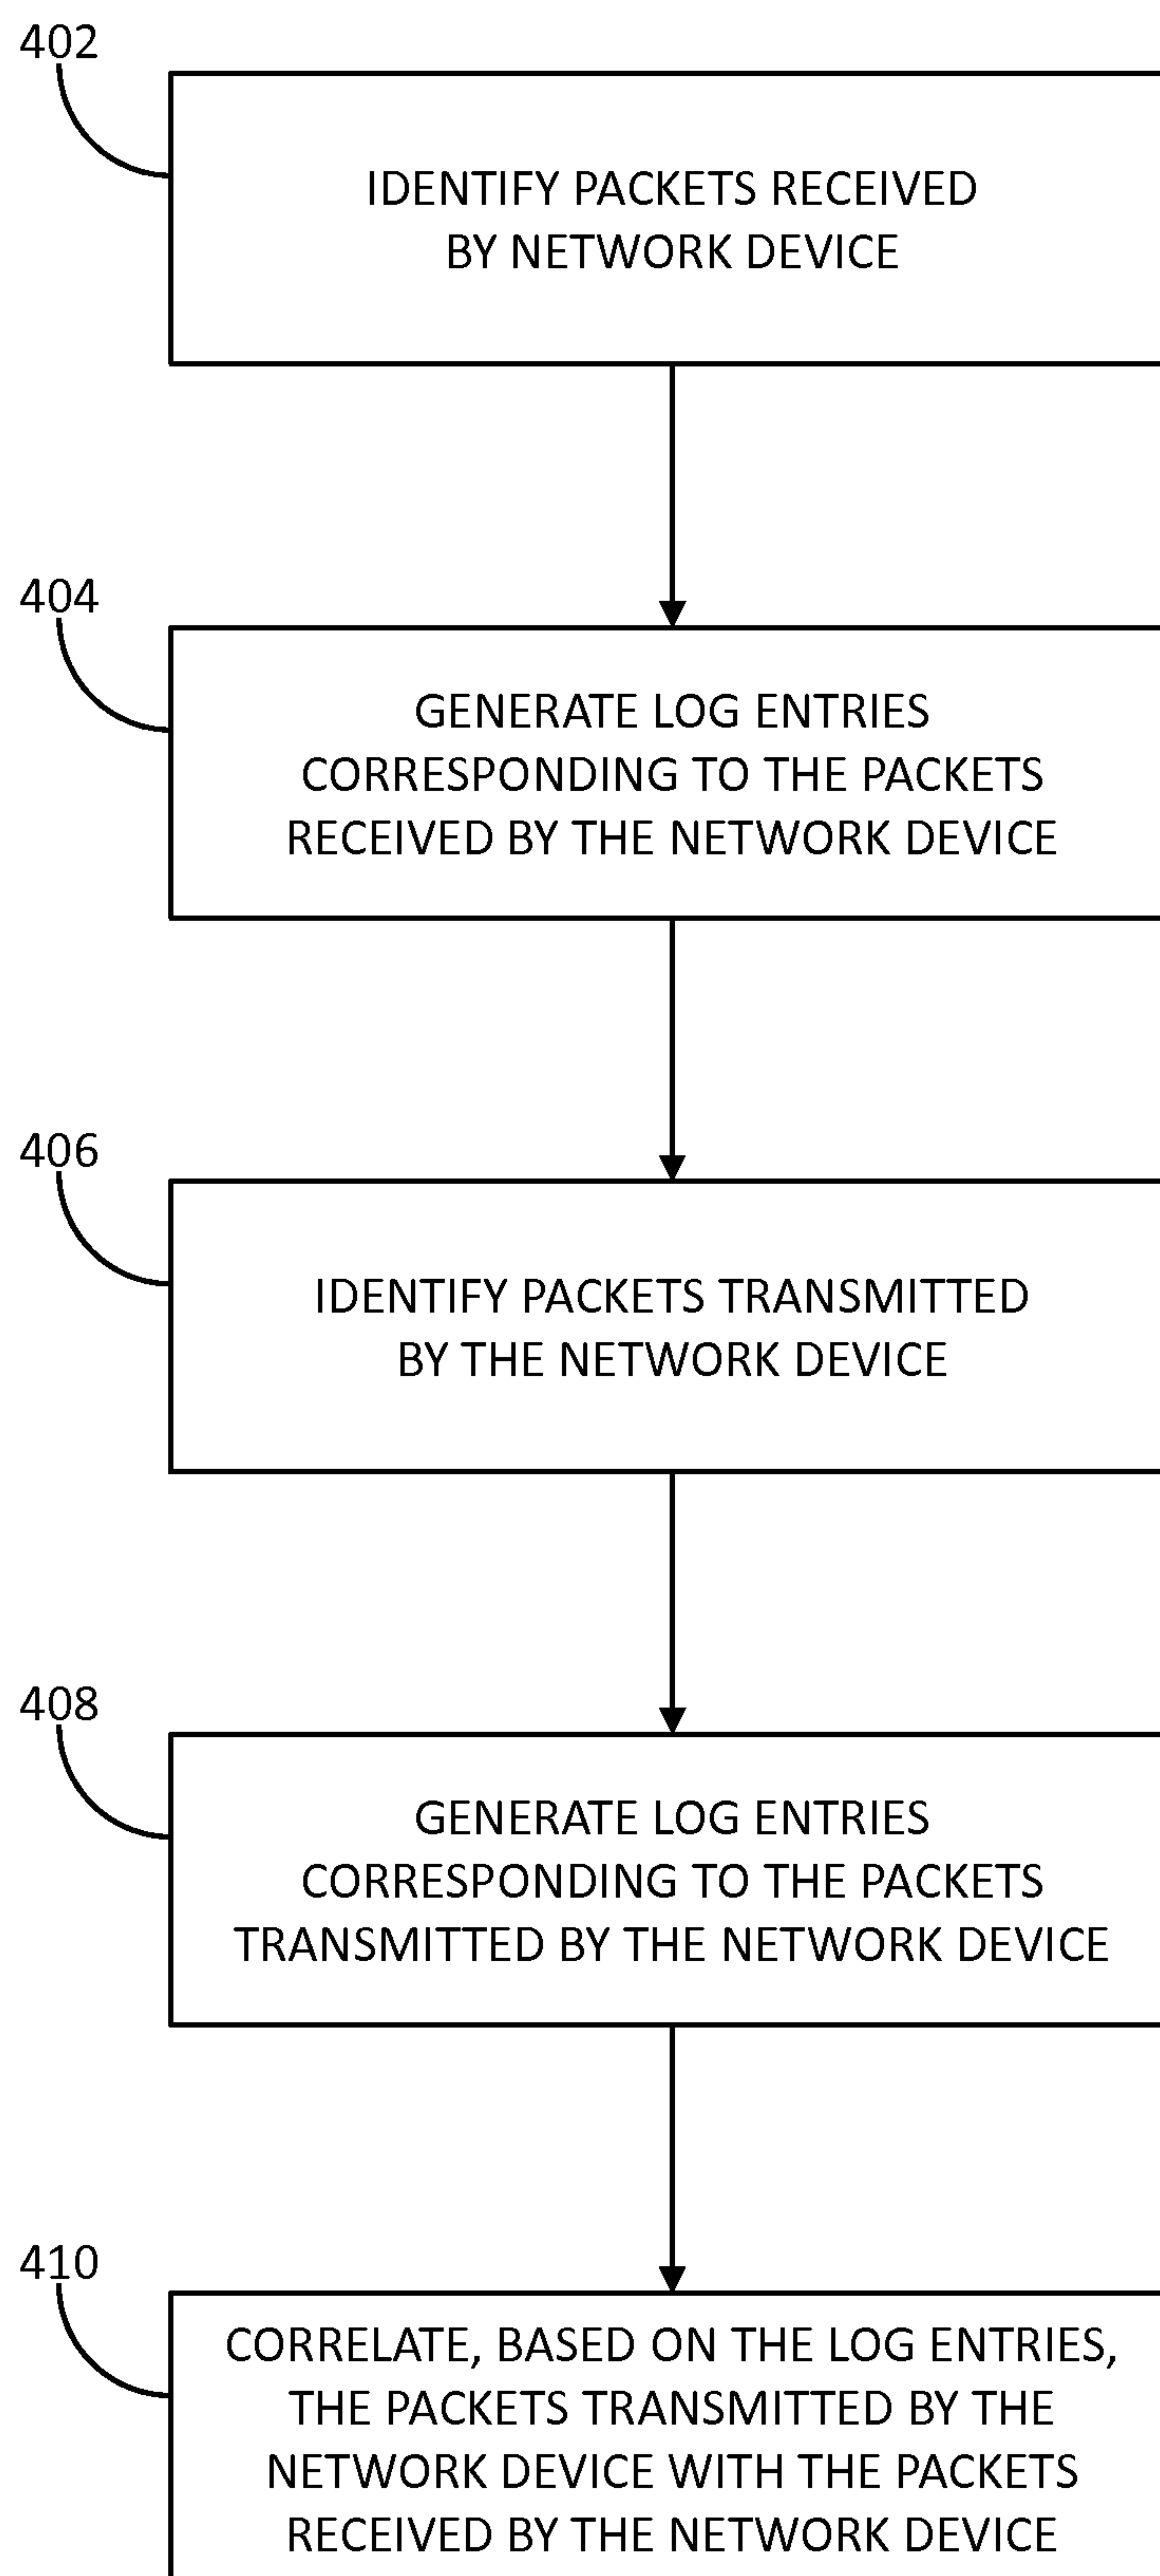 402
IDENTIFY PACKETS RECEIVED
BY NETWORK DEVICE
404
GENERATE LOG ENTRIES
CORRESPONDING TO THE PACKETS
RECEIVED BY THE NETWORK DEVICE
406
IDENTIFY PACKETS TRANSMITTED
BY THE NETWORK DEVICE
408
GENERATE LOG ENTRIES
CORRESPONDING TO THE PACKETS
TRANSMITTED BY THE NETWORK DEVICE
410
CORRELATE, BASED ON THE LOG ENTRIES,
THE PACKETS TRANSMITTED BY THE
NETWORK DEVICE WITH THE PACKETS
RECEIVED BY THE NETWORK DEVICE